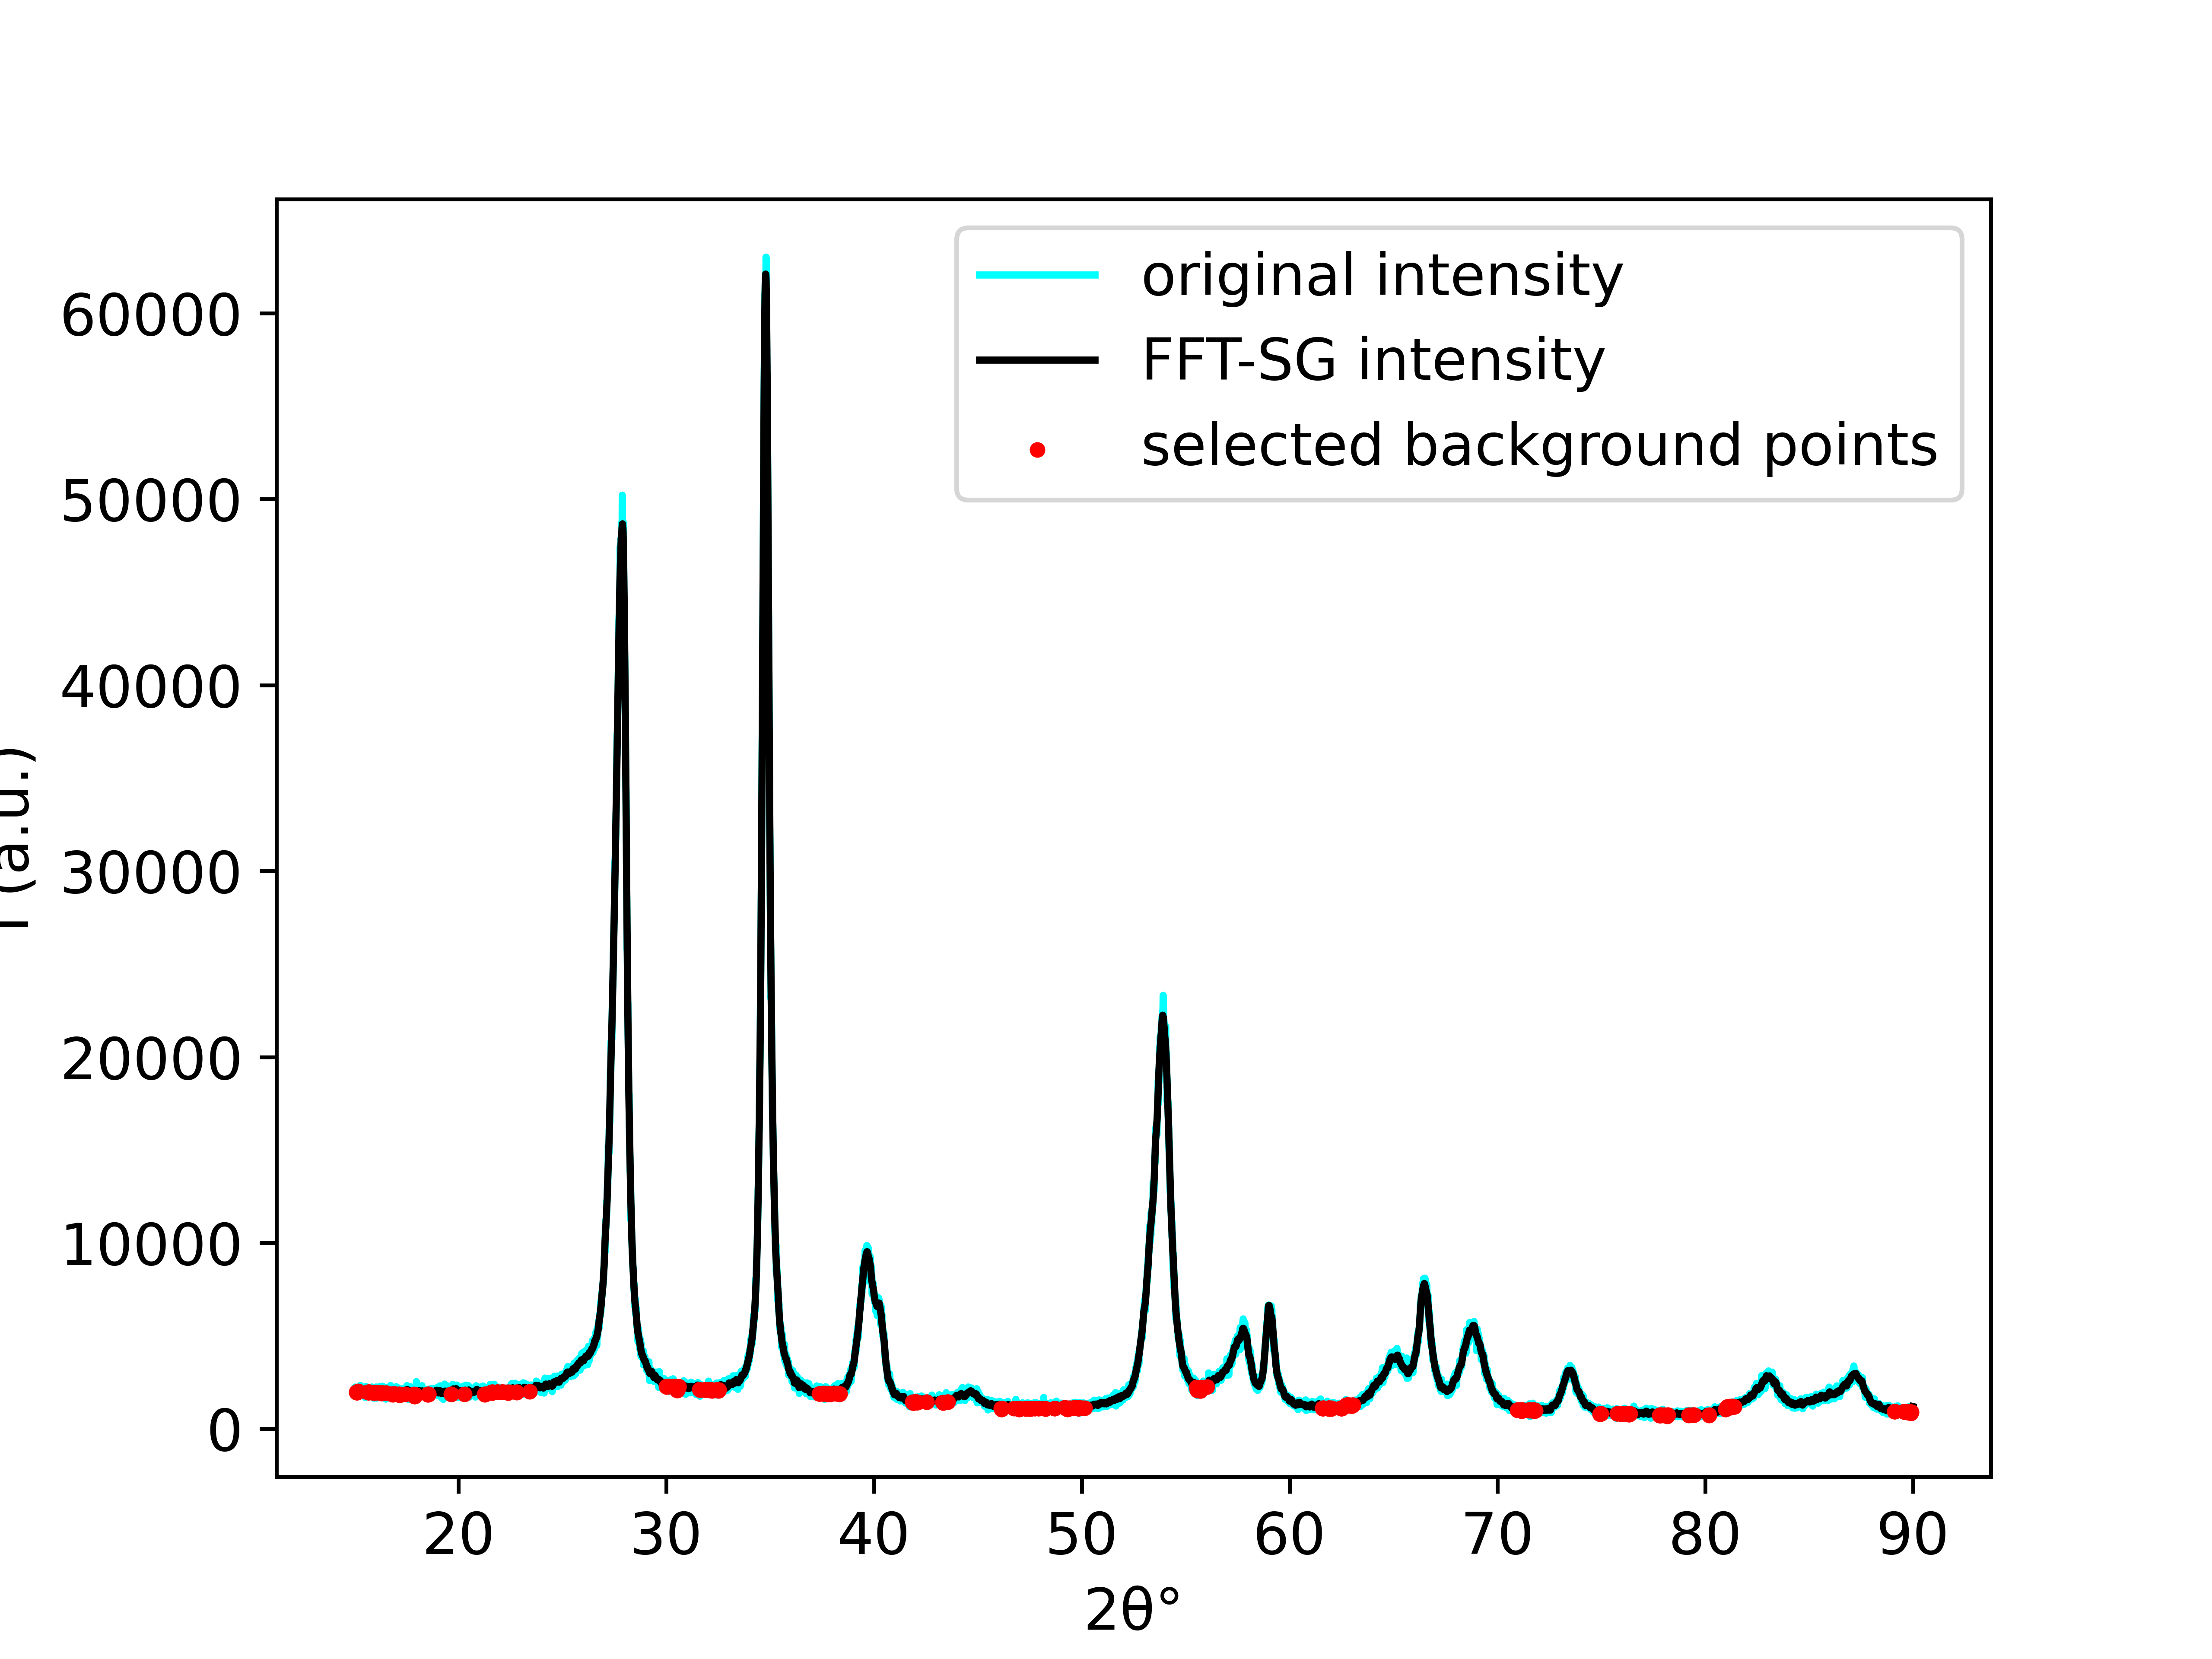 original intensity
FFT-SG intensity
selected background points
60000
50000
40000
30000
20000
10000
0
(a.u.)
20 30 40 50 60 70 80 90
2θ°